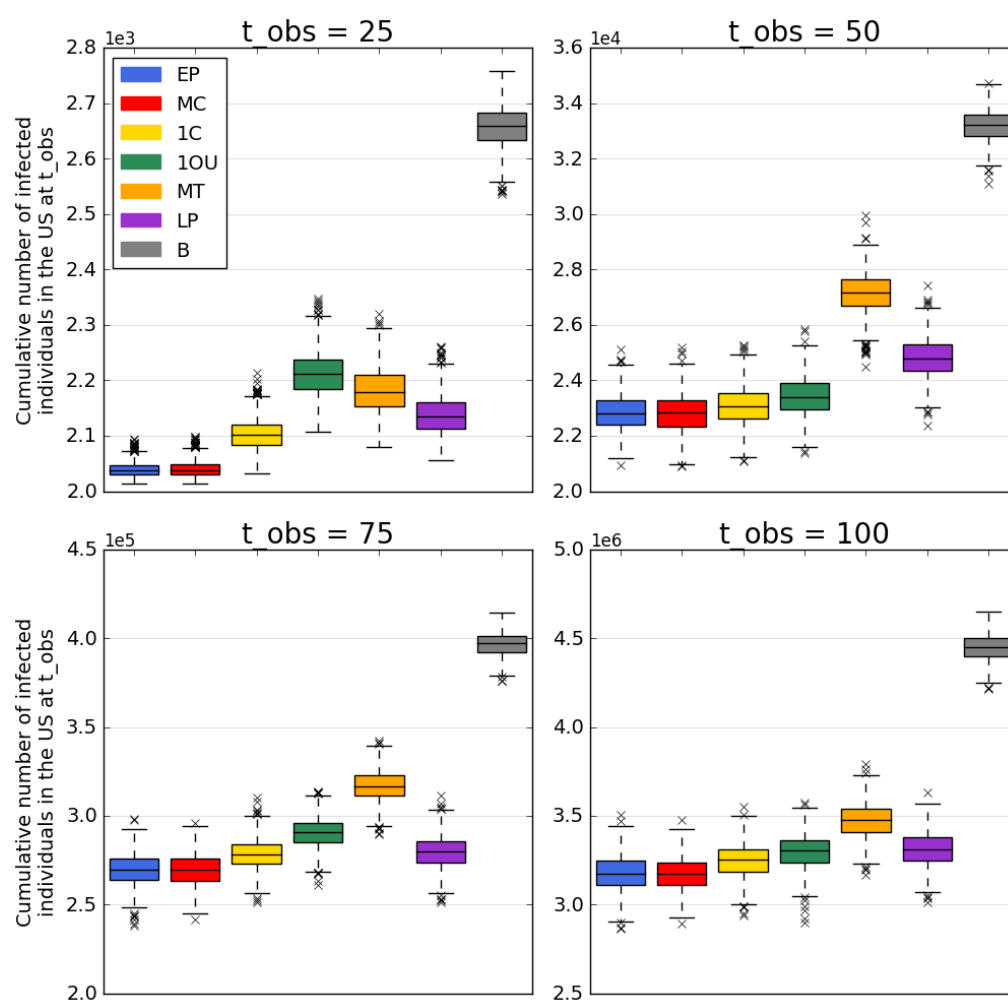 t_obs = 25
1e3
2.8
2.7
2.6
2.5
2.4
2.3
2.2
2.1
2.0
Cumulative number of infected
individuals in the US at t_obs
EP
MC
1C
1OU
MT
LP
B
t_obs = 50
1e4
3.6
3.4
3.2
3.0
2.8
2.6
2.4
2.2
2.0
t_obs = 75
1e5
4.5
4.0
3.5
3.0
2.5
2.0
Cumulative number of infected
individuals in the US at t_obs
t_obs = 100
1e6
5.0
4.5
4.0
3.5
3.0
2.5